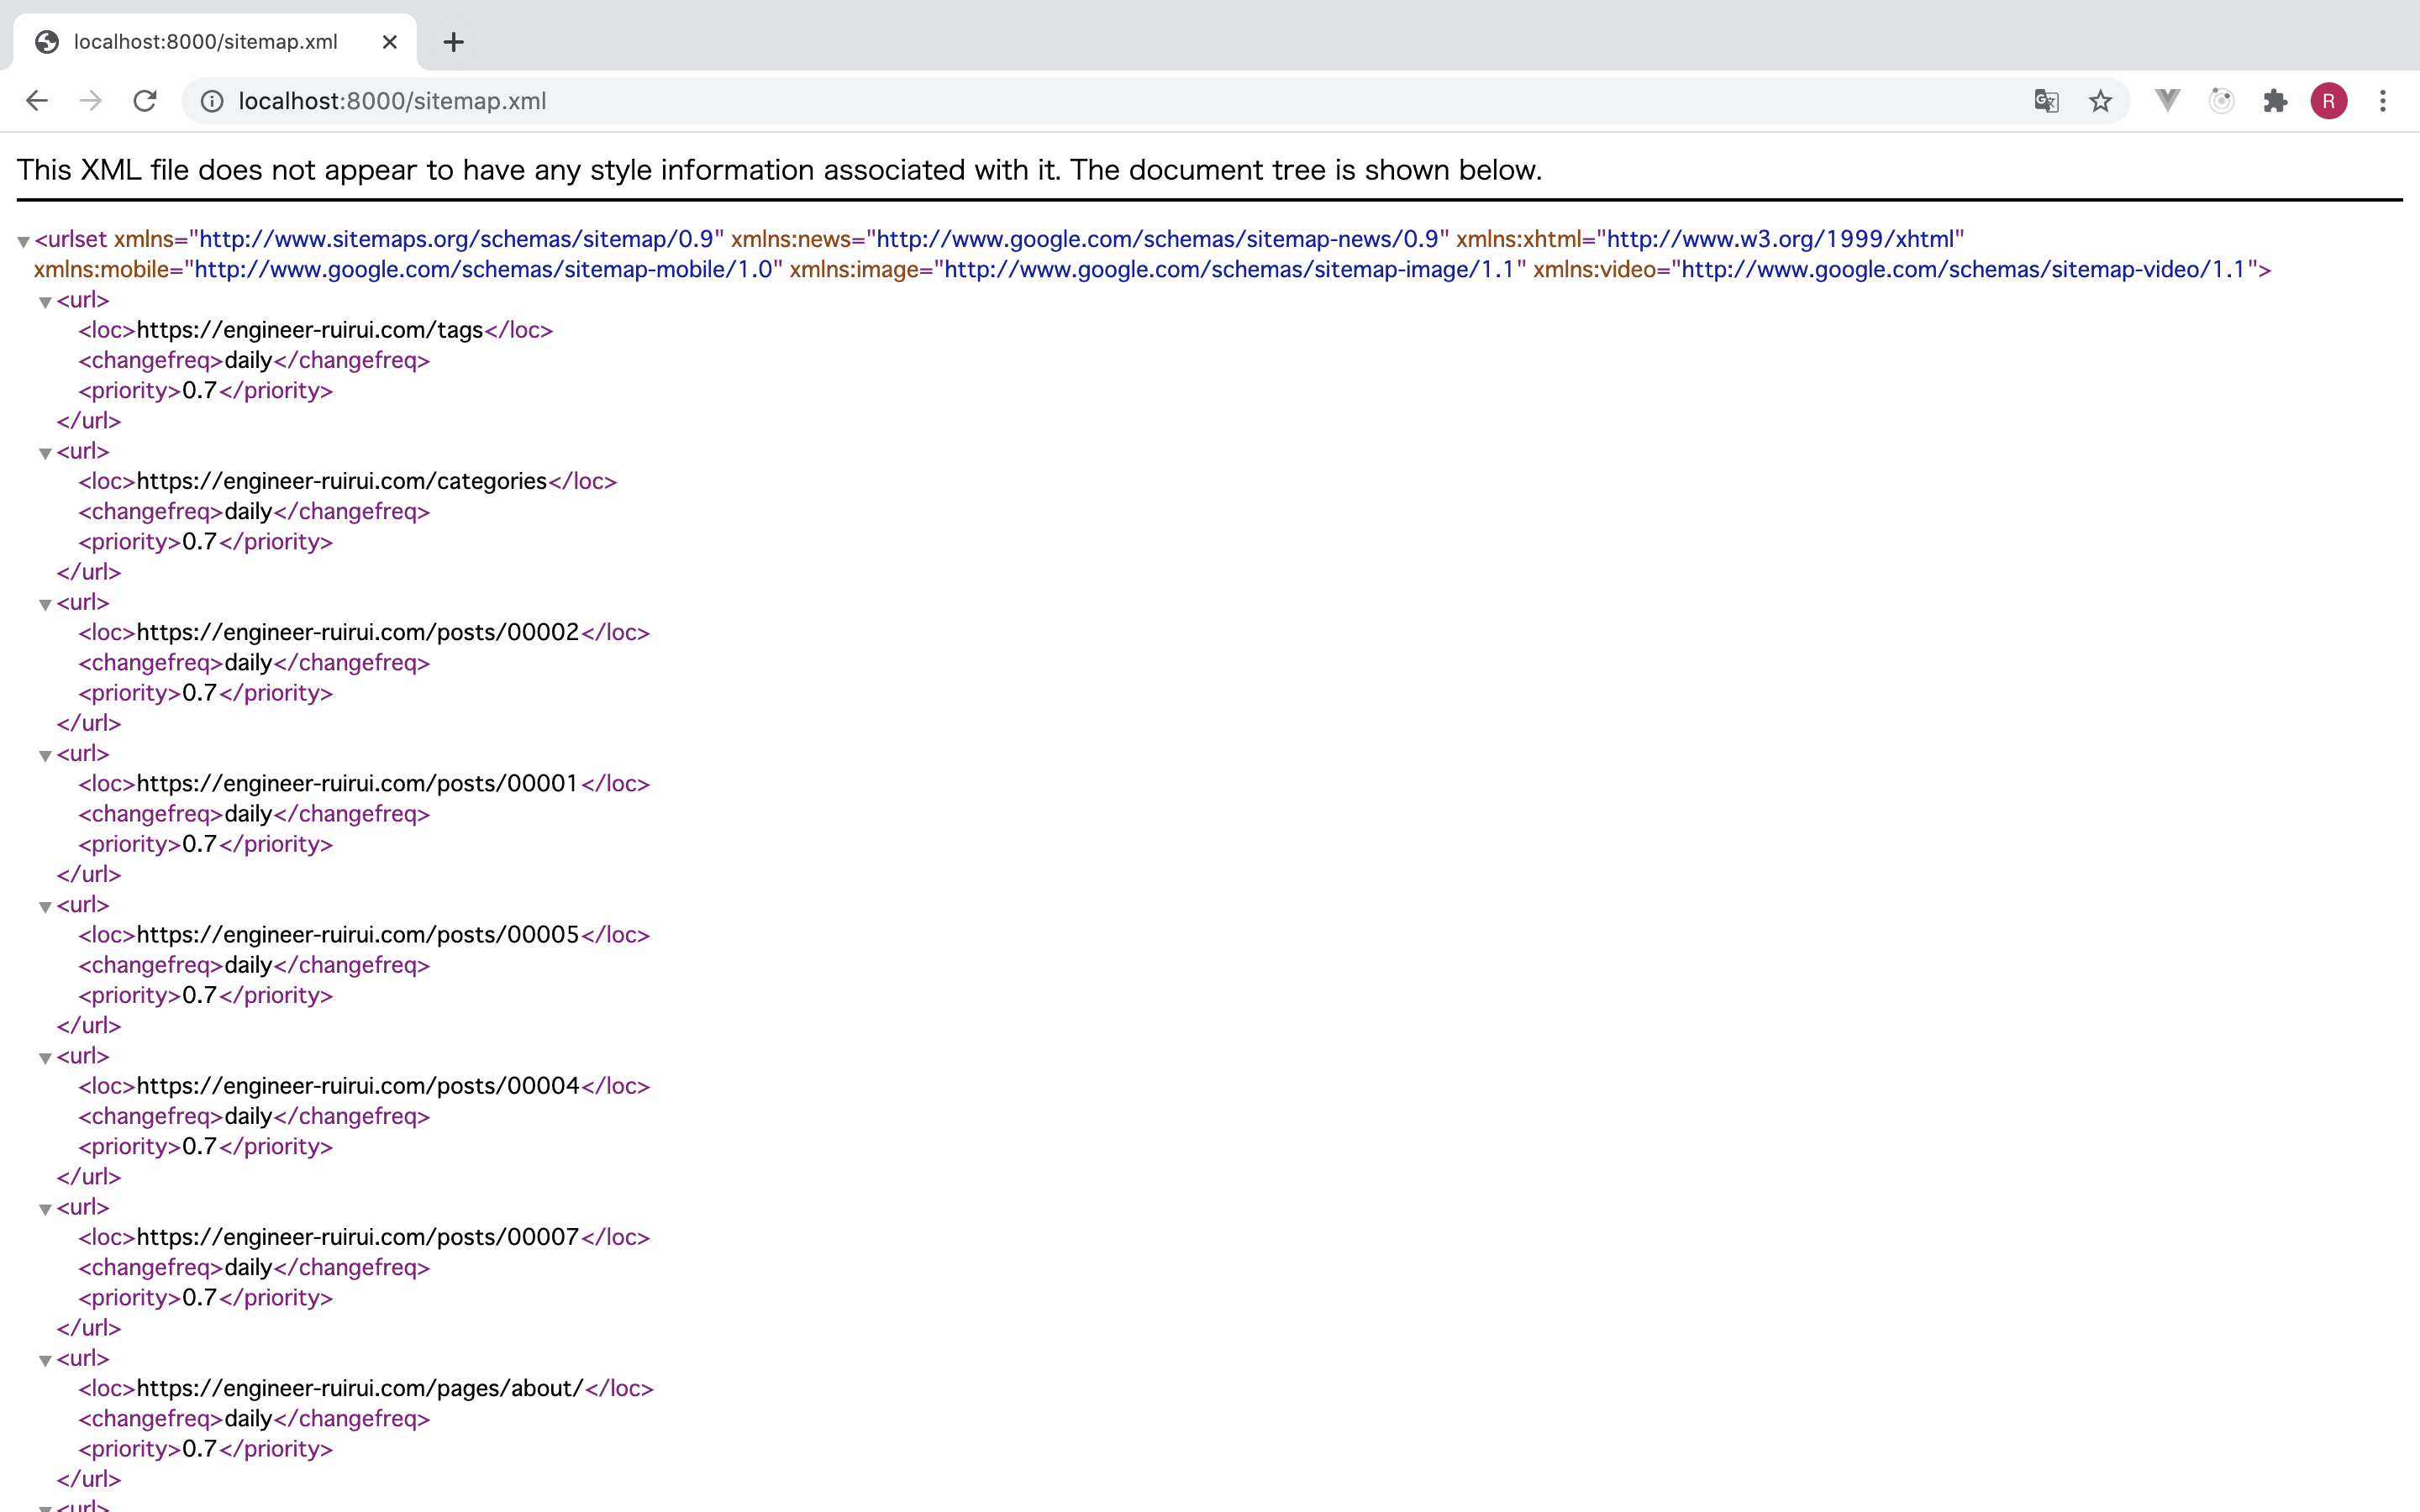 localhost:8000/sitemap.xml
localhost:8000/sitemap.xml
R
This XML file does not appear to have any style information associated with it. The document tree is shown below.
<urlset xmlns="http://www.sitemaps.org/schemas/sitemap/0.9" xmlns:news="http://www.google.com/schemas/sitemap-news/0.9" xmlns:xhtml="http://www.w3.org/1999/xhtml"
xmlns:mobile="http://www.google.com/schemas/sitemap-mobile/1.0" xmlns:image="http://www.google.com/schemas/sitemap-image/1.1" xmlns:video="http://www.google.com/schemas/sitemap-video/1.1">
<url>
<loc>https://engineer-ruirui.com/tags</loc>
<changefreq>daily</changefreq>
<priority>0.7</priority>
</url>
<url>
<loc>https://engineer-ruirui.com/categories</loc>
<changefreq>daily</changefreq>
<priority>0.7</priority>
</url>
<url>
<loc>https://engineer-ruirui.com/posts/00002</loc>
<changefreq>daily</changefreq>
<priority>0.7</priority>
</url>
<url>
<loc>https://engineer-ruirui.com/posts/00001</loc>
<changefreq>daily</changefreq>
<priority>0.7</priority>
</url>
<url>
<loc>https://engineer-ruirui.com/posts/00005</loc>
<changefreq>daily</changefreq>
<priority>0.7</priority>
</url>
<url>
<loc>https://engineer-ruirui.com/posts/00004</loc>
<changefreq>daily</changefreq>
<priority>0.7</priority>
</url>
<url>
<loc>https://engineer-ruirui.com/posts/00007</loc>
<changefreq>daily</changefreq>
<priority>0.7</priority>
</url>
<url>
<loc>https://engineer-ruirui.com/pages/about/</loc>
<changefreq>daily</changefreq>
<priority>0.7</priority>
</url>
<url>